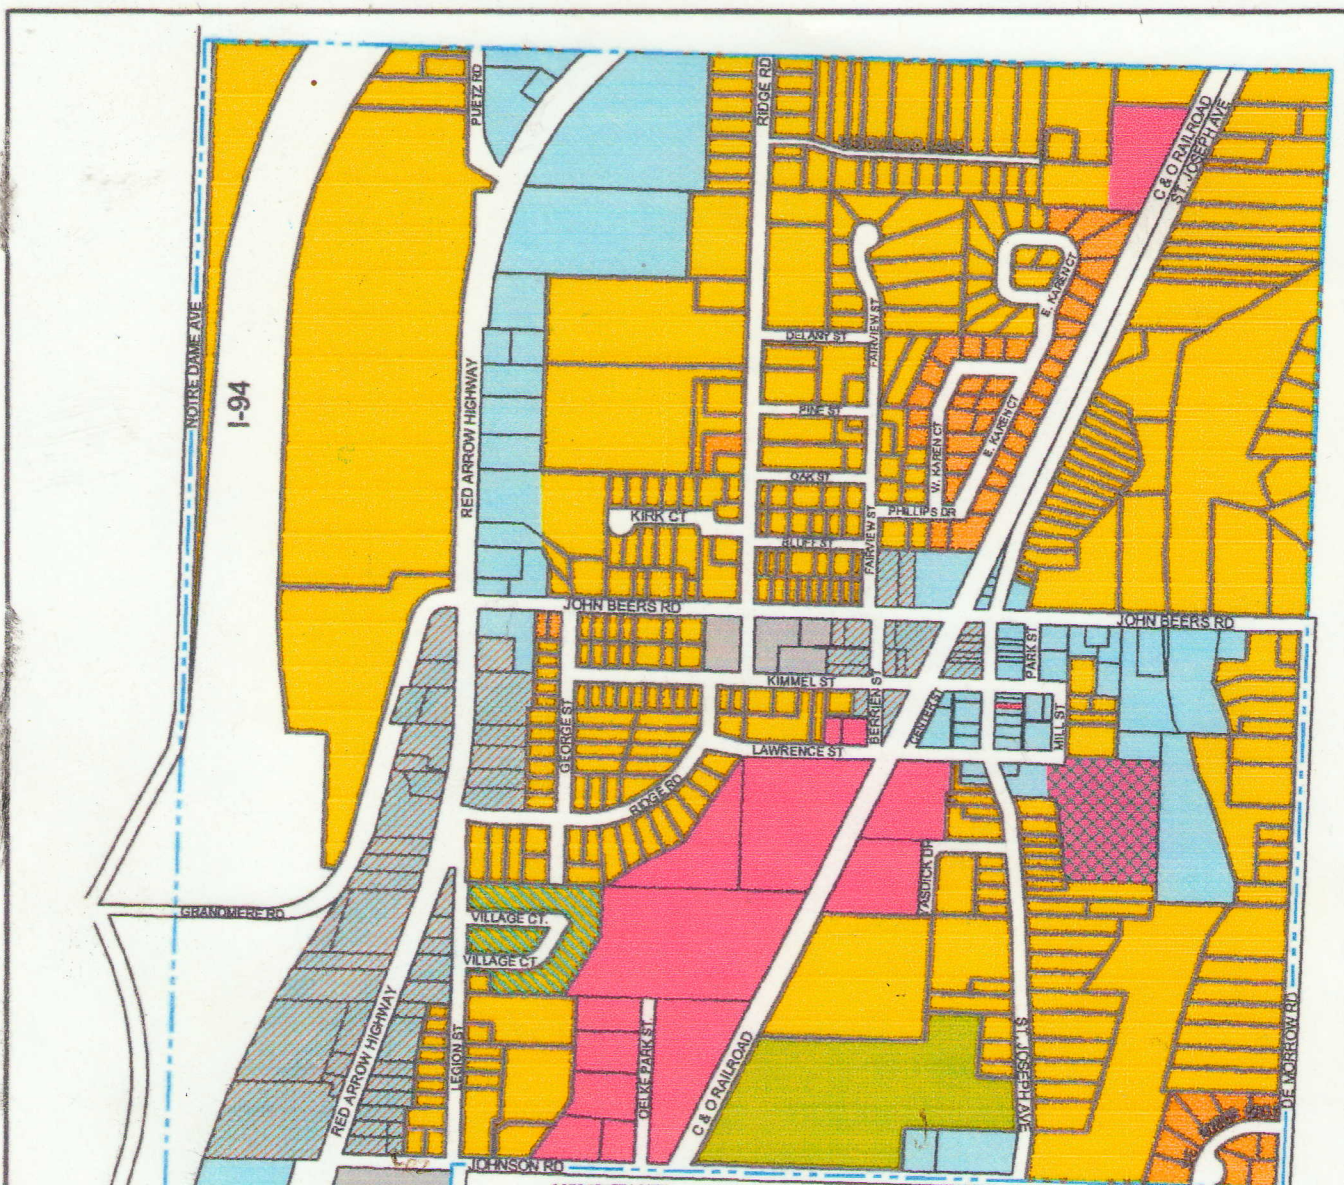 PUETZ RD
RIDGE RD
C & O RAILROAD
ST. JOSEPH AVE
E. KAREN CT
NOTRE DAME AVE
I-94
RED ARROW HIGHWAY
DELANY ST
FAIRVIEW ST
PINE ST
W. KAREN CT
E. KAREN CT
OAK ST
KIRK CT
PHILLIPS DR
BLUFF ST
FAIRVIEW ST
JOHN BEERS RD
JOHN BEERS RD
PARK ST
KIMMEL ST
BERRIEN ST
CENTER ST
MILL ST
GEORGE ST
LAWRENCE ST
RIDGE RD
YASDICK DR
GRANDMERE RD
VILLAGE CT.
VILLAGE CT.
RED ARROW HIGHWAY
LEGION ST
OELKE PARK ST.
C & O RAILROAD
ST. JOSEPH AVE
DE MORROW RD
JOHNSON RD